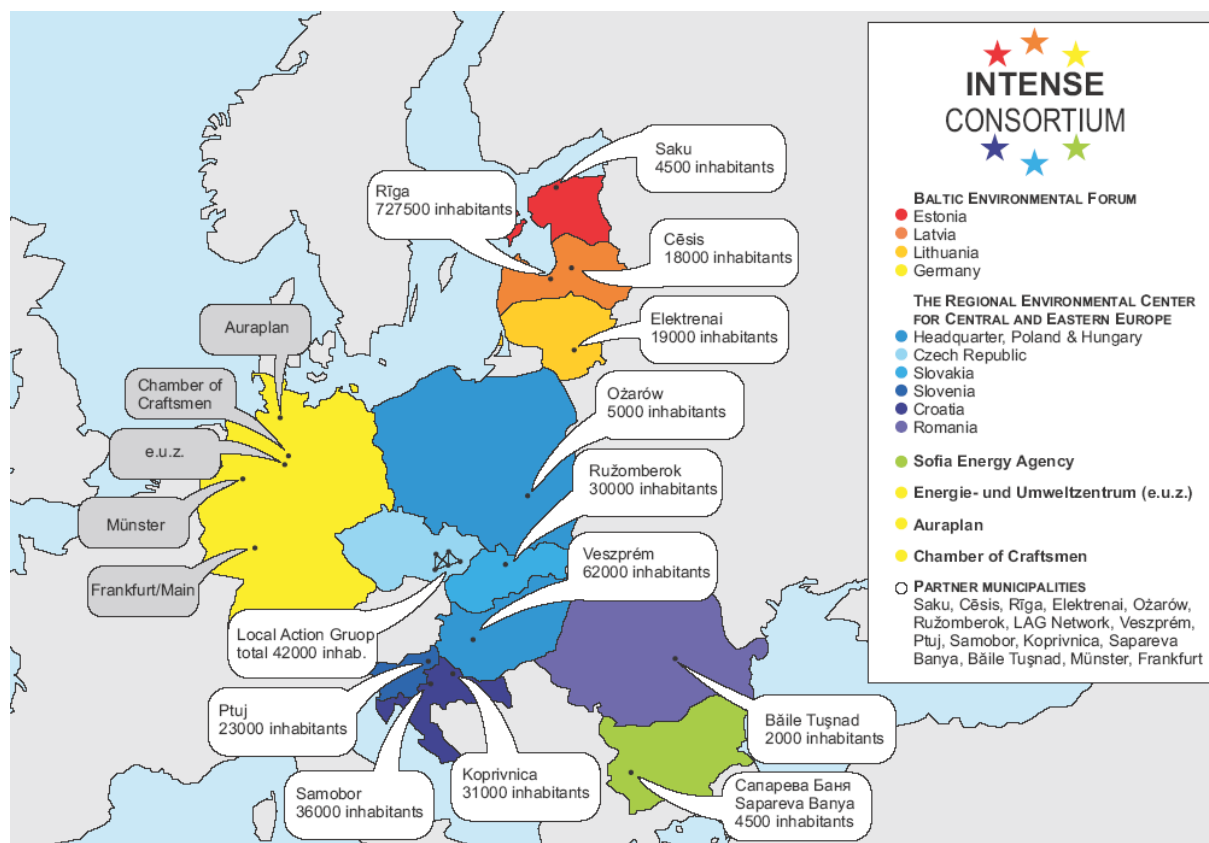 Saku
4500 inhabitants
Rīga
727500 inhabitants
Cēsis
18000 inhabitants
Elektrenai
19000 inhabitants
Auraplan
Chamber of
Craftsmen
e.u.z.
Münster
Frankfurt/Main
Ożarów
5000 inhabitants
Ružomberok
30000 inhabitants
Veszprém
62000 inhabitants
Local Action Gruop
total 42000 inhab.
Ptuj
23000 inhabitants
Samobor
36000 inhabitants
Koprivnica
31000 inhabitants
Băile Tuşnad
2000 inhabitants
Сапарева Баня
Sapareva Banya
4500 inhabitants
INTENSE
CONSORTIUM
BALTIC ENVIRONMENTAL FORUM
Estonia
Latvia
Lithuania
Germany
THE REGIONAL ENVIRONMENTAL CENTER
FOR CENTRAL AND EASTERN EUROPE
Headquarter, Poland & Hungary
Czech Republic
Slovakia
Slovenia
Croatia
Romania
Sofia Energy Agency
Energie- und Umweltzentrum (e.u.z.)
Auraplan
Chamber of Craftsmen
PARTNER MUNICIPALITIES
Saku, Cēsis, Rīga, Elektrenai, Ożarów,
Ružomberok, LAG Network, Veszprém,
Ptuj, Samobor, Koprivnica, Sapareva
Banya, Băile Tuşnad, Münster, Frankfurt